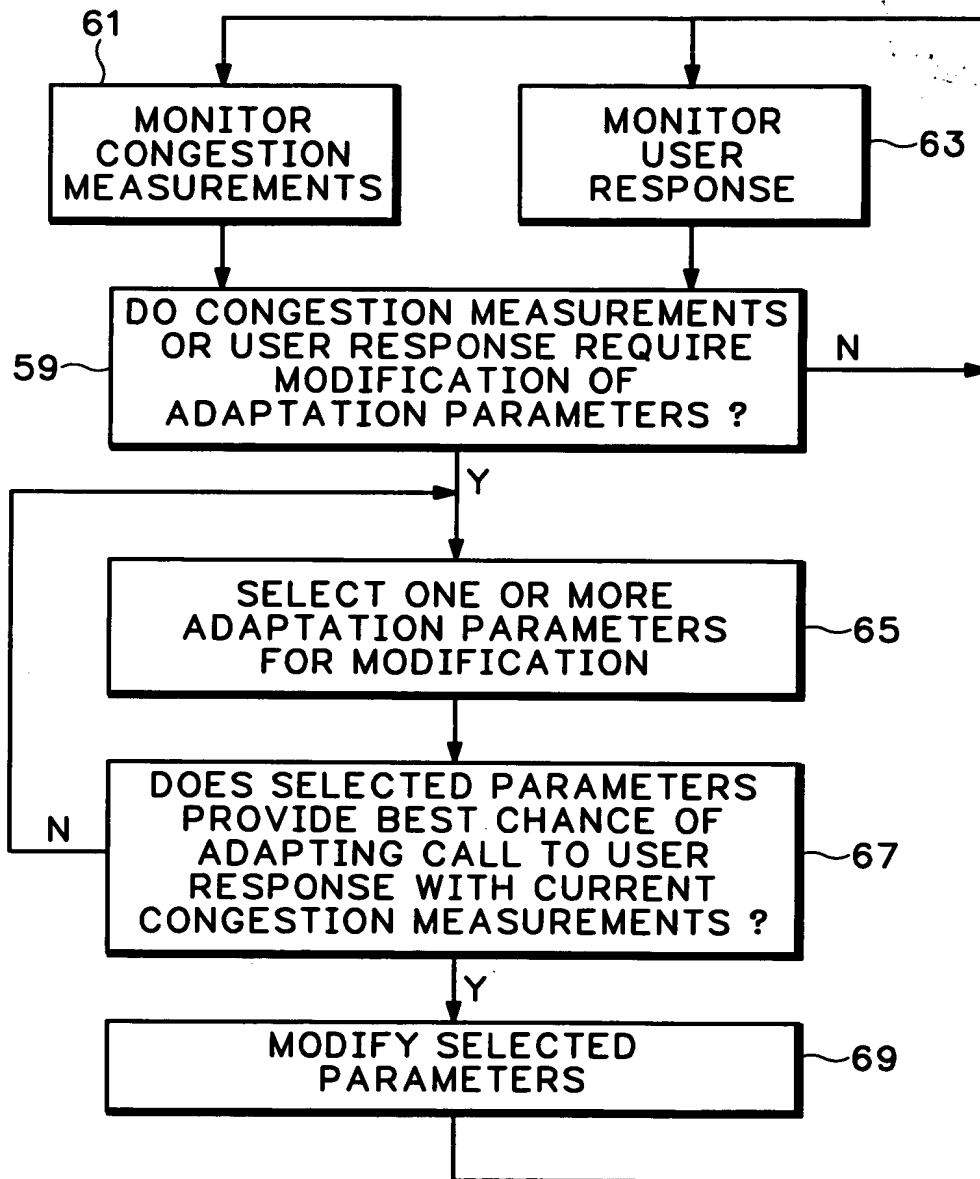 61
MONITOR
CONGESTION
MEASUREMENTS
MONITOR
USER
RESPONSE
63
DO CONGESTION MEASUREMENTS
OR USER RESPONSE REQUIRE
MODIFICATION OF
ADAPTATION PARAMETERS ?
59
N
Y
SELECT ONE OR MORE
ADAPTATION PARAMETERS
FOR MODIFICATION
65
DOES SELECTED PARAMETERS
PROVIDE BEST CHANCE OF
ADAPTING CALL TO USER
RESPONSE WITH CURRENT
CONGESTION MEASUREMENTS ?
N
67
Y
MODIFY SELECTED
PARAMETERS
69